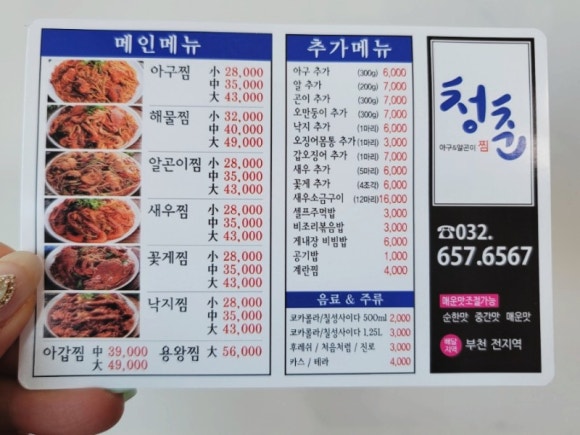 메인메뉴
아구찜 小 28,000
中 35,000
大 43,000
해물찜 小 32,000
中 40,000
大 49,000
알곤이찜 小 28,000
中 35,000
大 43,000
새우찜 小 28,000
中 35,000
大 43,000
꽃게찜 小 28,000
中 35,000
大 43,000
낙지찜 小 28,000
中 35,000
大 43,000
아갑찜 中 39,000 용왕찜 大 56,000
大 49,000
추가메뉴
아구 추가 (300g) 6,000
알 추가 (200g) 7,000
곤이 추가 (300g) 7,000
오만둥이 추가 (300g) 7,000
낙지 추가 (1마리) 6,000
오징어몸통 추가 (1마리) 3,000
갑오징어 추가 (1마리) 7,000
새우 추가 (5마리) 6,000
꽃게 추가 (4조각) 6,000
새우소금구이 (12마리) 16,000
셀프주먹밥 3,000
비조리볶음밥 3,000
게내장 비빔밥 6,000
공기밥 1,000
계란찜 4,000
음료 & 주류
코카콜라/칠성사이다 500ml 2,000
코카콜라/칠성사이다 1.25L 3,000
후레쉬 / 처음처럼 / 진로 3,000
카스 / 테라 4,000
청춘
아구&알곤이 찜
☎032.
657.6567
매운맛조절가능
순한맛 중간맛 매운맛
배달지역 부천 전지역